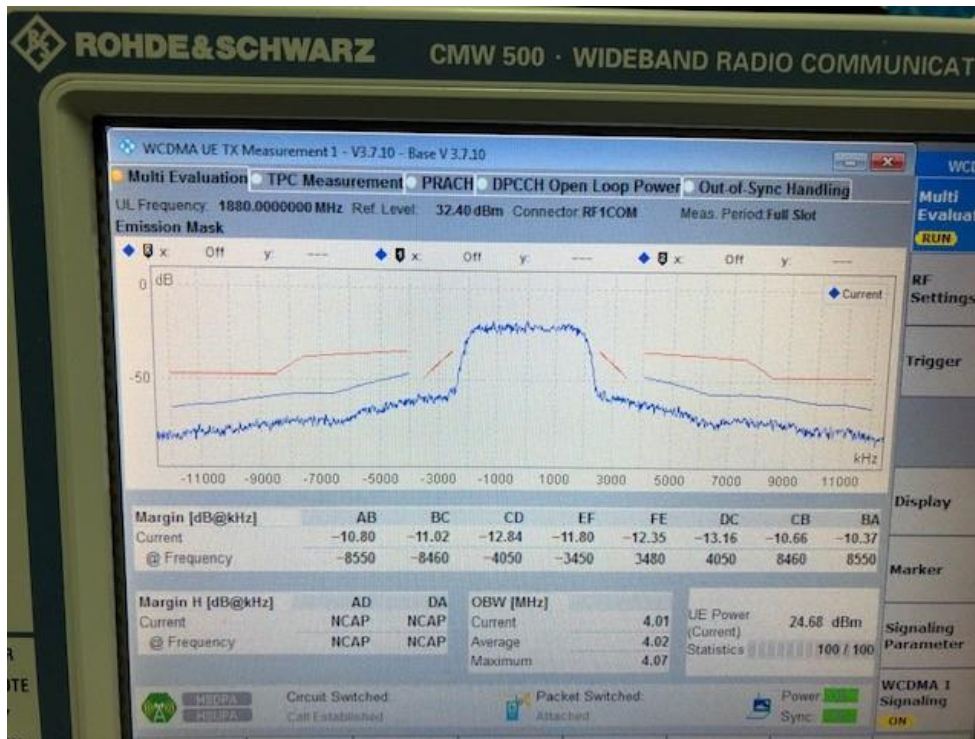 ROHDE&SCHWARZ CMW 500 · WIDEBAND RADIO COMMUNICAT
WCDMA UE TX Measurement 1 - V3.7.10 - Base V 3.7.10
Multi Evaluation TPC Measurement PRACH DPCCH Open Loop Power Out-of-Sync Handling
UL Frequency: 1880.0000000 MHz Ref. Level: 32.40 dBm Connector: RF1COM Meas. Period: Full Slot
Emission Mask
x: Off y: --- x: Off y: --- x: Off y: ---
0 dB
Current
-50
kHz
-11000 -9000 -7000 -5000 -3000 -1000 1000 3000 5000 7000 9000 11000
Margin [dB@kHz] AB BC CD EF FE DC CB BA
Current -10.80 -11.02 -12.84 -11.80 -12.35 -13.16 -10.66 -10.37
@ Frequency -8550 -8460 -4050 -3450 3480 4050 8460 8550
Margin H [dB@kHz] AD DA
Current NCAP NCAP
@ Frequency NCAP NCAP
OBW [MHz]
Current 4.01
Average 4.02
Maximum 4.07
UE Power
(Current) 24.68 dBm
Statistics 100 / 100
HSDPA
HSUPA
Circuit Switched:
Call Established
Packet Switched:
Attached
Power:
Sync:
WCD
Multi
Evaluat
RUN
RF
Settings
Trigger
Display
Marker
Signaling
Parameter
WCDMA I
Signaling
ON